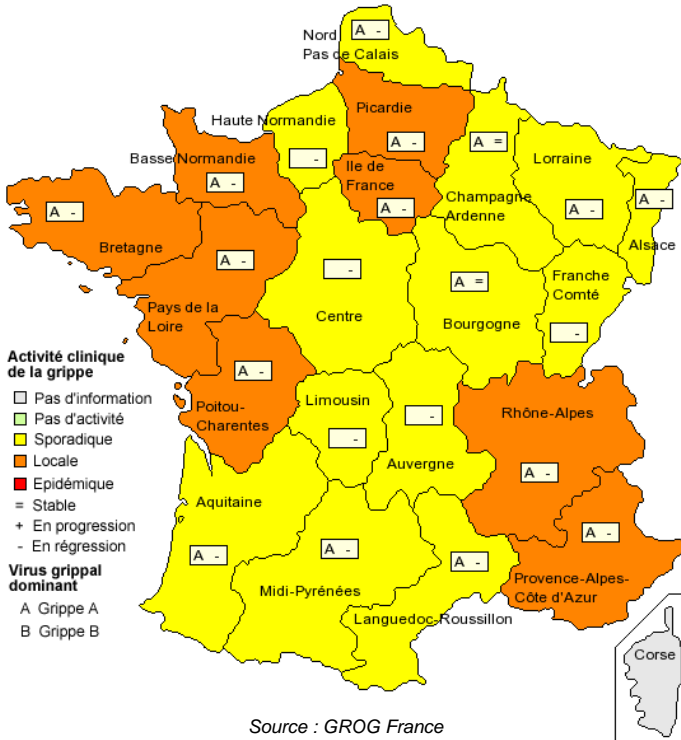 A -
Nord
Pas de Calais
Picardie
A -
Haute Normandie
-
Basse Normandie
A -
Ile de
France
A -
A =
Champagne
Ardenne
Lorraine
A -
A -
Alsace
A -
Bretagne
A -
Pays de la
Loire
-
Centre
A =
Bourgogne
Franche
Comté
-
A -
Poitou-
Charentes
Limousin
-
-
Auvergne
Rhône-Alpes
A -
Aquitaine
A -
A -
Midi-Pyrénées
A -
Languedoc-Roussillon
A -
Provence-Alpes-
Côte d'Azur
Corse
Activité clinique
de la grippe
Pas d'information
Pas d'activité
Sporadique
Locale
Epidémique
= Stable
+ En progression
- En régression
Virus grippal
dominant
A Grippe A
B Grippe B
Source : GROG France